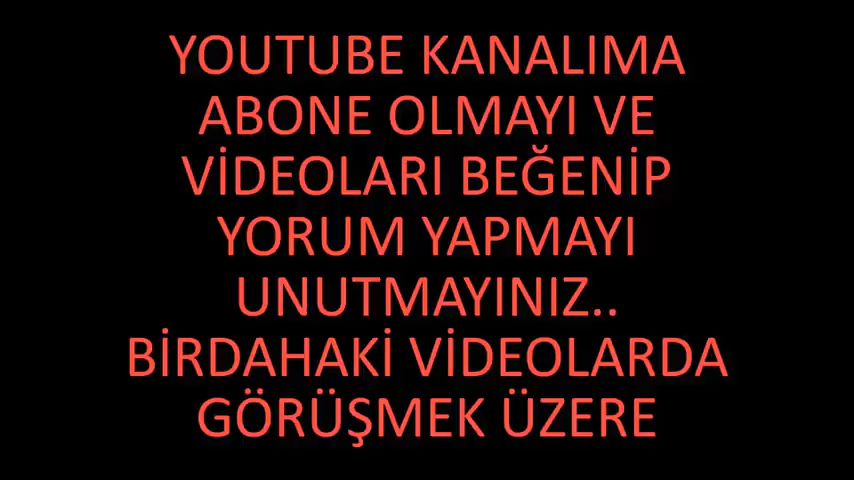 YOUTUBE KANALIMA
ABONE OLMAYI VE
VİDEOLARI BEĞENİP
YORUM YAPMAYI
UNUTMAYINIZ..
BİRDAHAKİ VİDEOLARDA
GÖRÜŞMEK ÜZERE